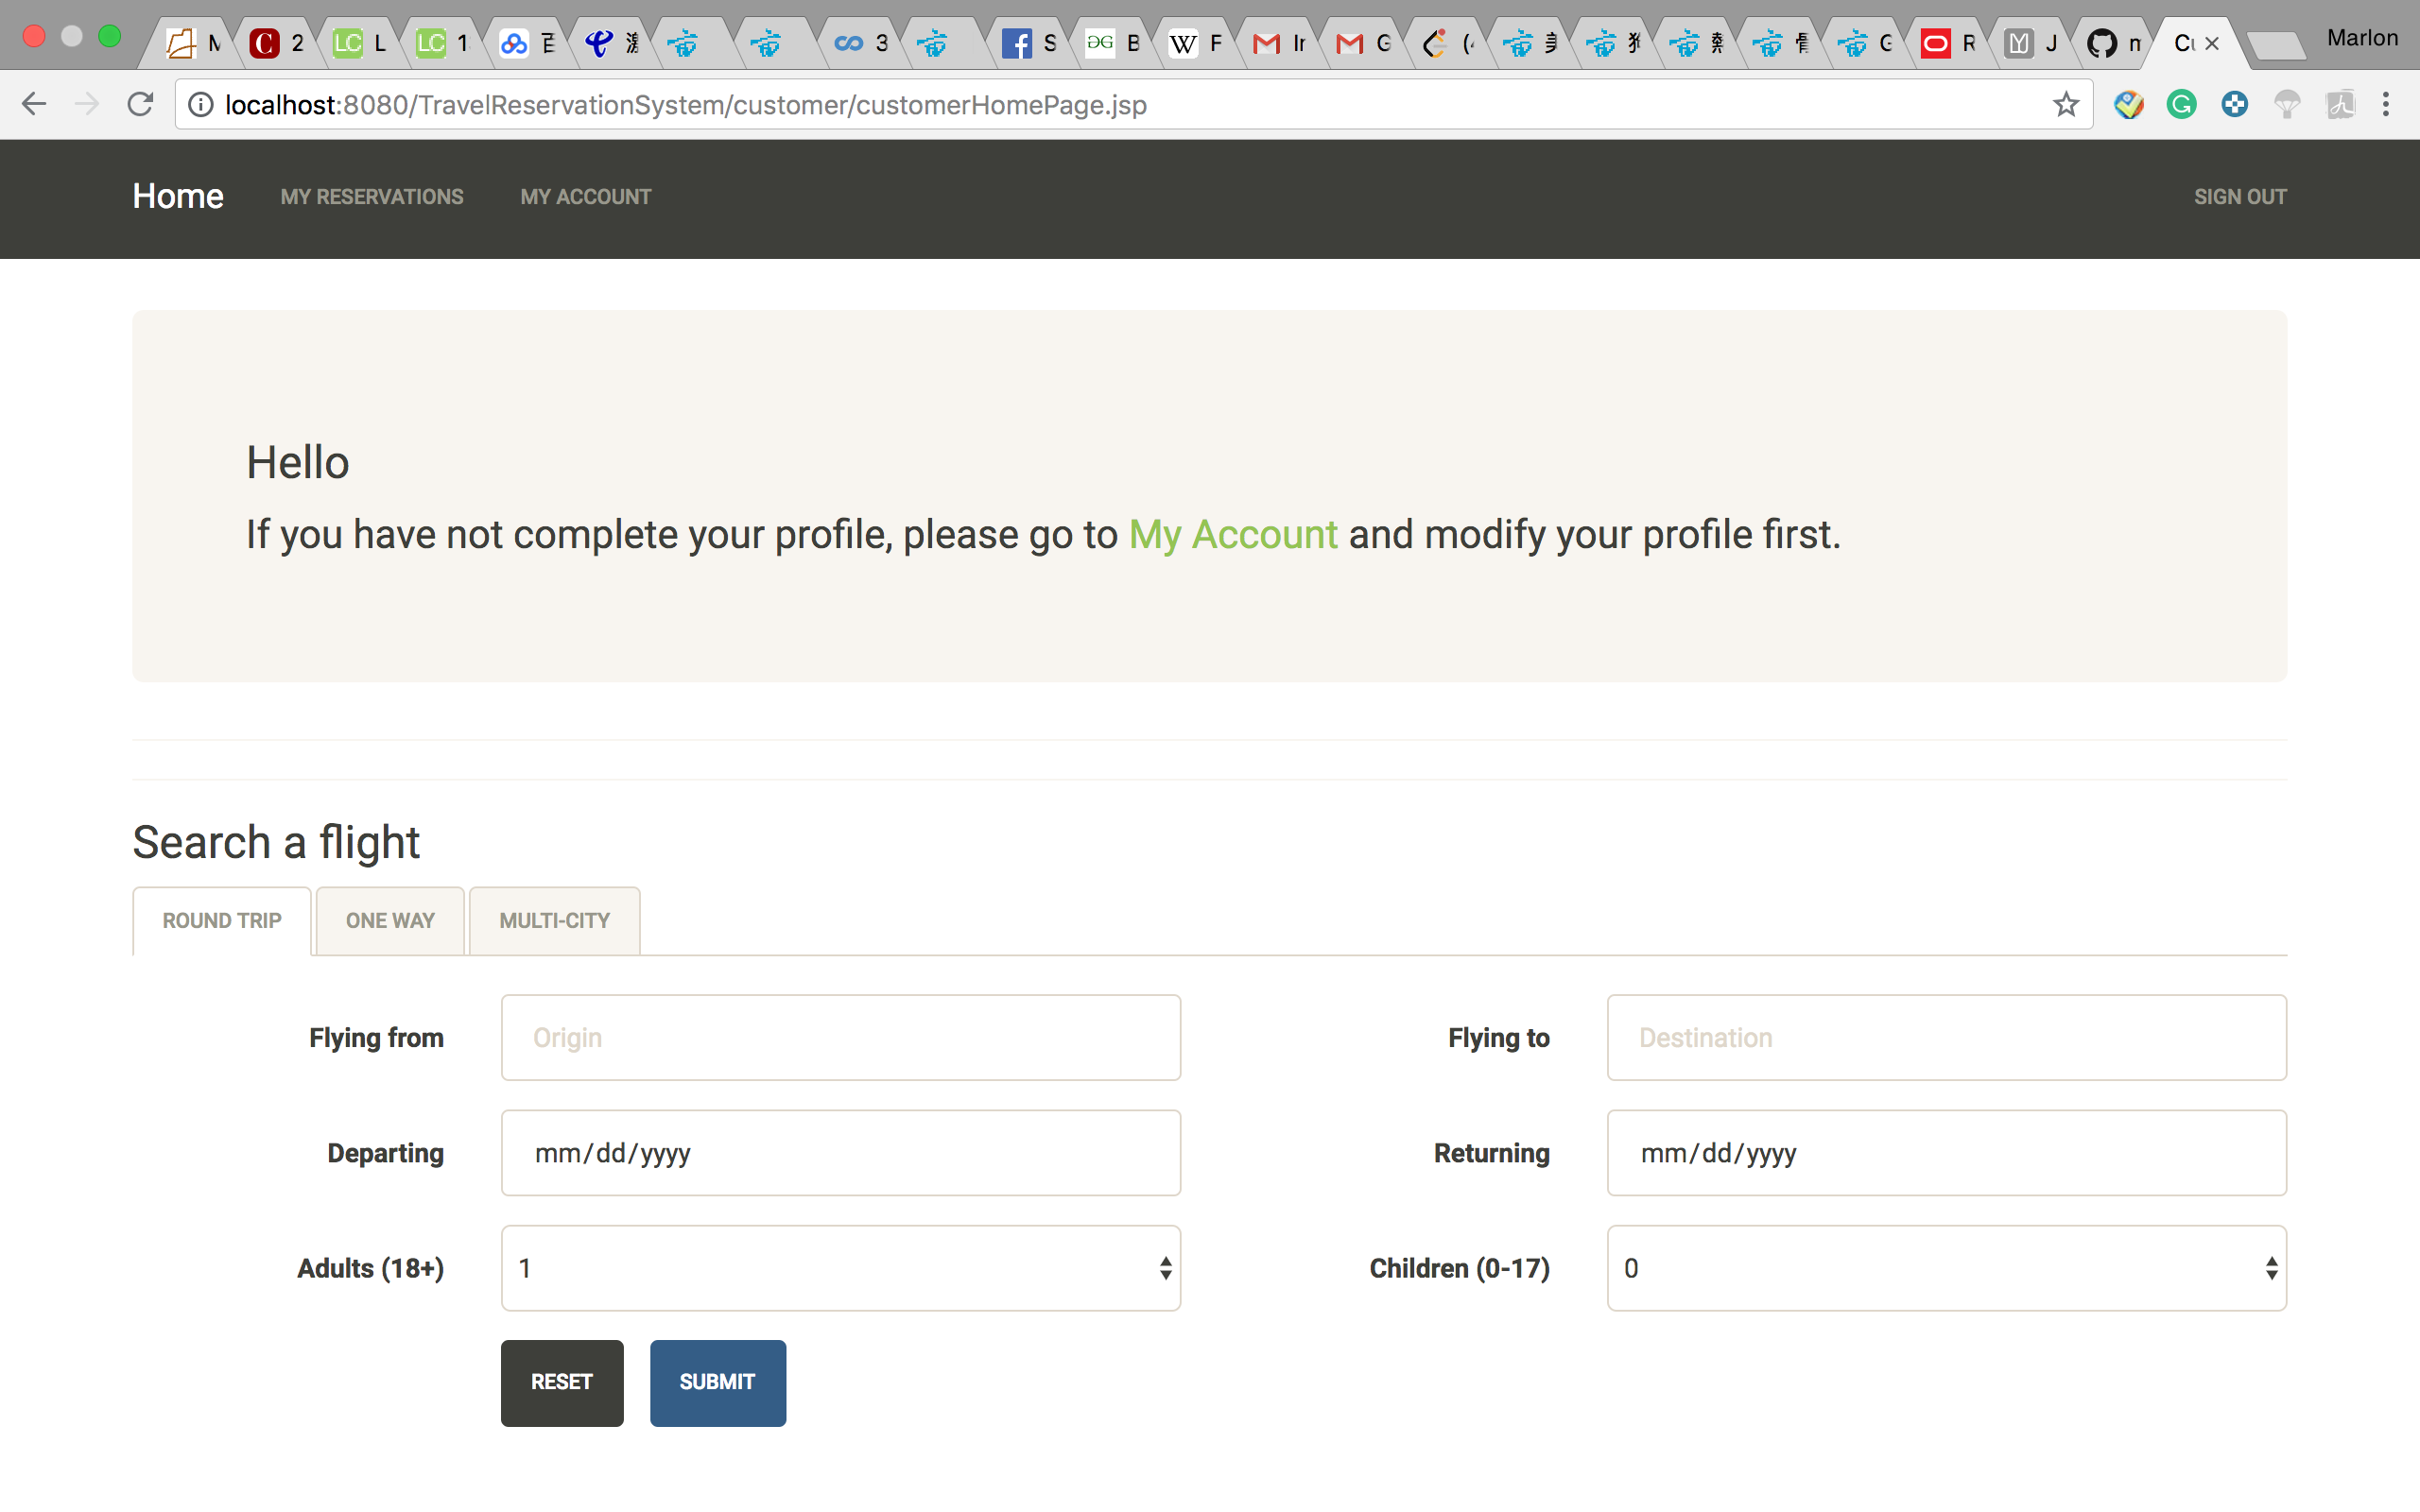 Marlon
localhost:8080/TravelReservationSystem/customer/customerHomePage.jsp
Home MY RESERVATIONS MY ACCOUNT SIGN OUT
Hello
If you have not complete your profile, please go to My Account and modify your profile first.
Search a flight
ROUND TRIP ONE WAY MULTI-CITY
Flying from Origin Flying to Destination
Departing mm/dd/yyyy Returning mm/dd/yyyy
Adults (18+) 1 Children (0-17) 0
RESET SUBMIT